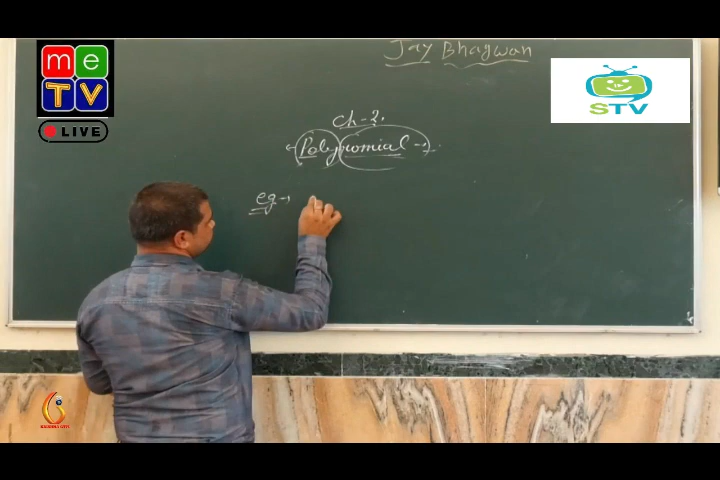 me
TV
LIVE
Jay Bhagwan
STV
Ch-2.
Polynomial
eg→